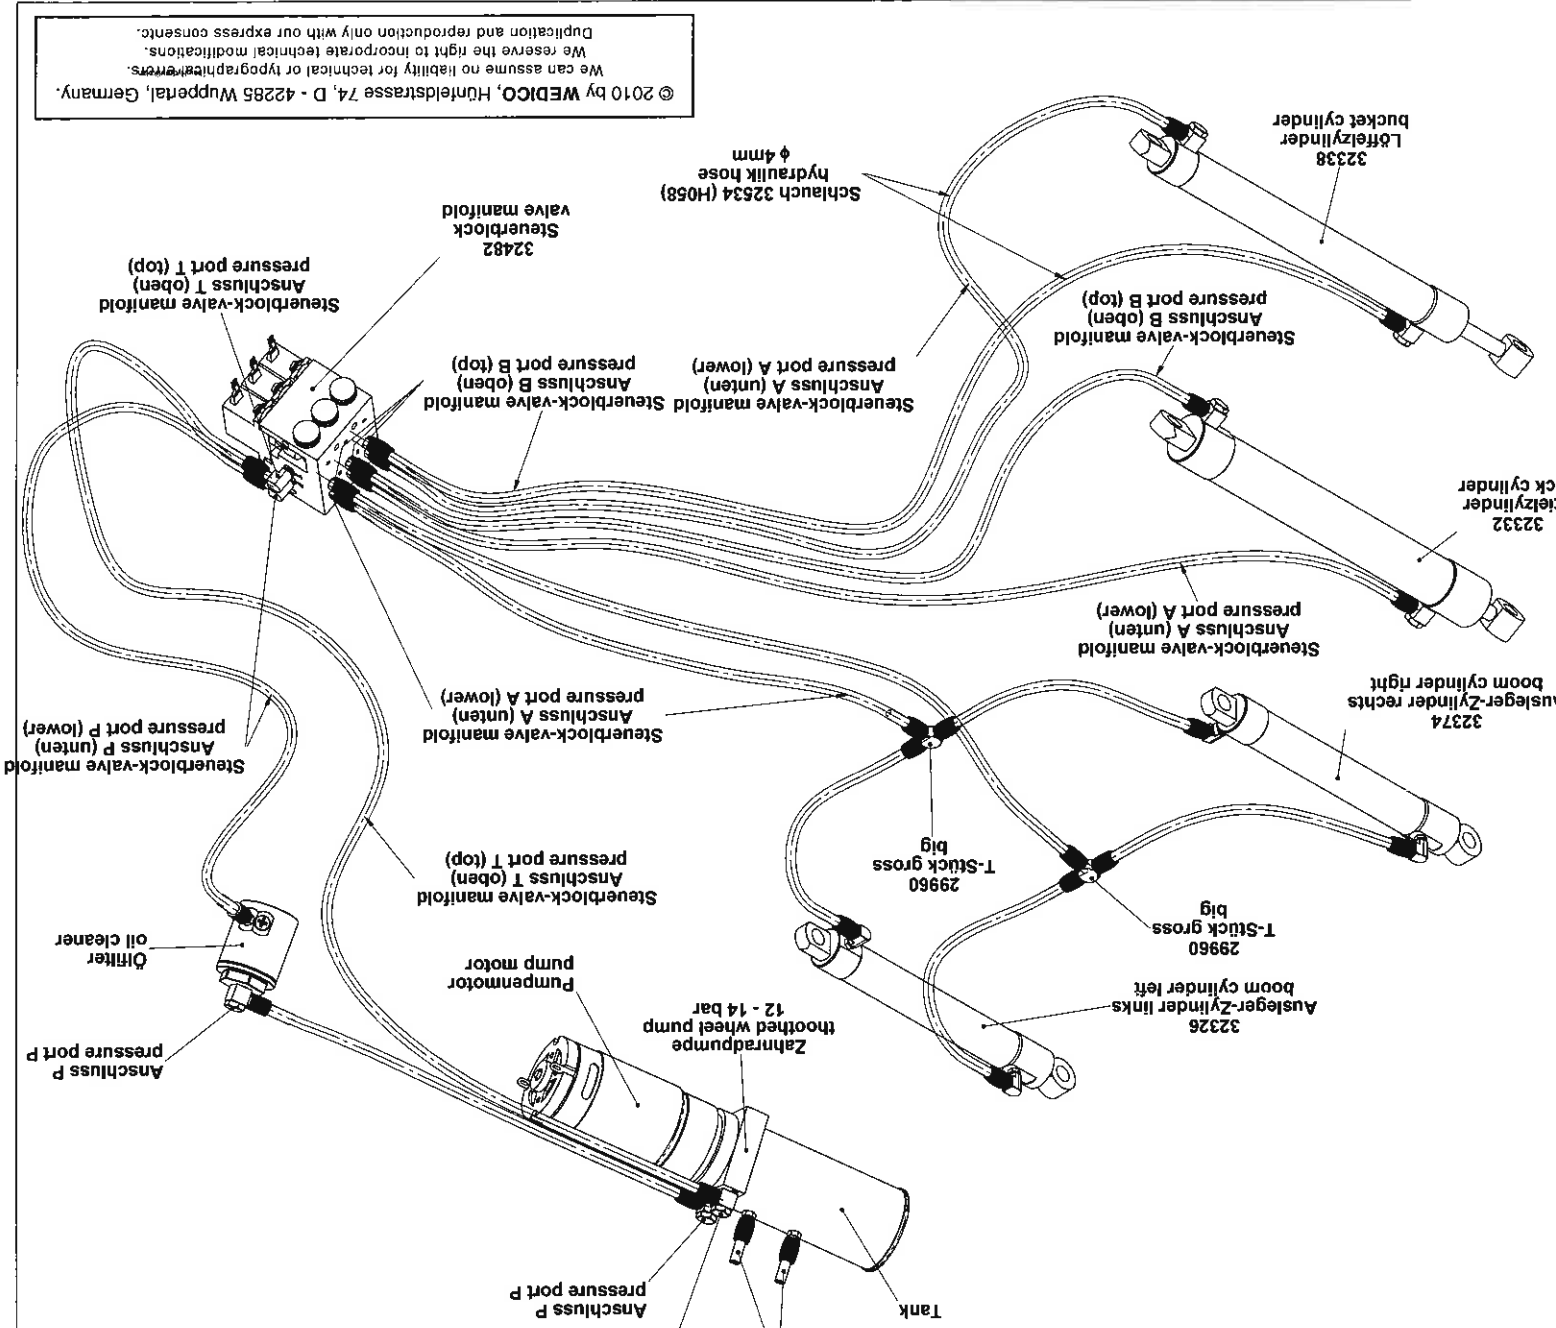 Tank
Anschluss P
pressure port P
Zahnradpumpe
thoothed wheel pump
12 - 14 bar
Pumpenmotor
pump motor
Anschluss P
pressure port P
Ölfilter
oil cleaner
32326
Ausleger-Zylinder links
boom cylinder left
29960
T-Stück gross
big
29960
T-Stück gross
big
Steuerblock-valve manifold
Anschluss T (oben)
pressure port T (top)
32374
usleger-Zylinder rechts
boom cylinder right
Steuerblock-valve manifold
Anschluss A (unten)
pressure port A (lower)
Steuerblock-valve manifold
Anschluss P (unten)
pressure port P (lower)
Steuerblock-valve manifold
Anschluss A (unten)
pressure port A (lower)
32332
ielzylinder
ck cylinder
Steuerblock-valve manifold
Anschluss B (oben)
pressure port B (top)
Steuerblock-valve manifold
Anschluss A (unten)
pressure port A (lower)
Steuerblock-valve manifold
Anschluss B (oben)
pressure port B (top)
Steuerblock-valve manifold
Anschluss T (oben)
pressure port T (top)
32482
Steuerblock
valve manifold
Schlauch 32534 (H058)
hydraulik hose
ϕ 4mm
32338
Löffelzylinder
bucket cylinder
© 2010 by WEDICO, Hünfeldstrasse 74, D - 42285 Wuppertal, Germany.
We can assume no liability for technical or typographical errors.
We reserve the right to incorporate technical modifications.
Duplication and reproduction only with our express consent.